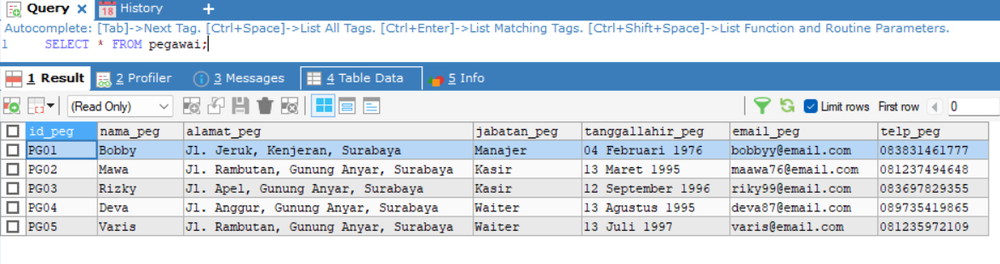 Query History
18
Autocomplete: [Tab]->Next Tag. [Ctrl+Space]->List All Tags. [Ctrl+Enter]->List Matching Tags. [Ctrl+Shift+Space]->List Function and Routine Parameters.
1 SELECT * FROM pegawai;
1 Result 2 Profiler 3 Messages 4 Table Data 5 Info
(Read Only) Limit rows First row 0
id_peg nama_peg alamat_peg jabatan_peg tanggallahir_peg email_peg telp_peg
PG01 Bobby Jl. Jeruk, Kenjeran, Surabaya Manajer 04 Februari 1976 bobbyy@email.com 083831461777
PG02 Mawa Jl. Rambutan, Gunung Anyar, Surabaya Kasir 13 Maret 1995 maawa76@email.com 081237494648
PG03 Rizky Jl. Apel, Gunung Anyar, Surabaya Kasir 12 September 1996 riky99@email.com 083697829355
PG04 Deva Jl. Anggur, Gunung Anyar, Surabaya Waiter 13 Agustus 1995 deva87@email.com 089735419865
PG05 Varis Jl. Rambutan, Gunung Anyar, Surabaya Waiter 13 Juli 1997 varis@email.com 081235972109